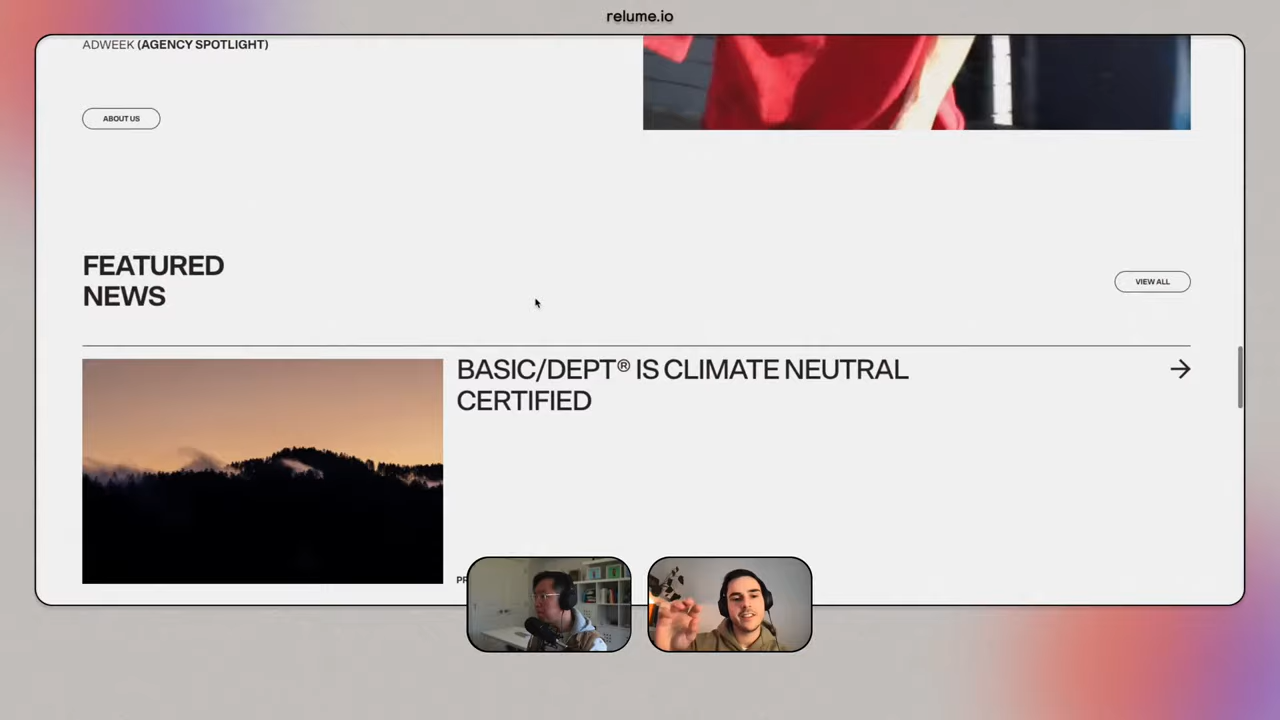 relume.io
ADWEEK (AGENCY SPOTLIGHT)
ABOUT US
FEATURED
NEWS
VIEW ALL
BASIC/DEPT® IS CLIMATE NEUTRAL
CERTIFIED